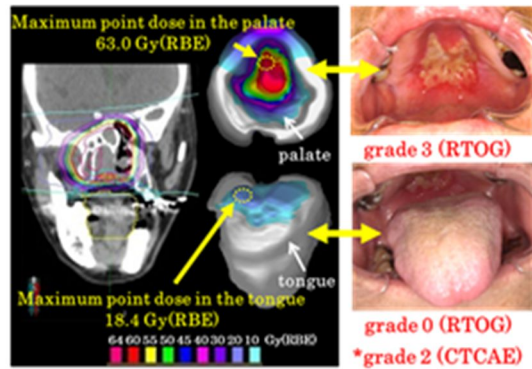 Maximum point dose in the palate
63.0 Gy(RBE)
palate
grade 3 (RTOG)
tongue
Maximum point dose in the tongue
18.4 Gy(RBE)
grade 0 (RTOG)
*grade 2 (CTCAE)
64 60 55 50 45 40 30 20 10 Gy(RBE)